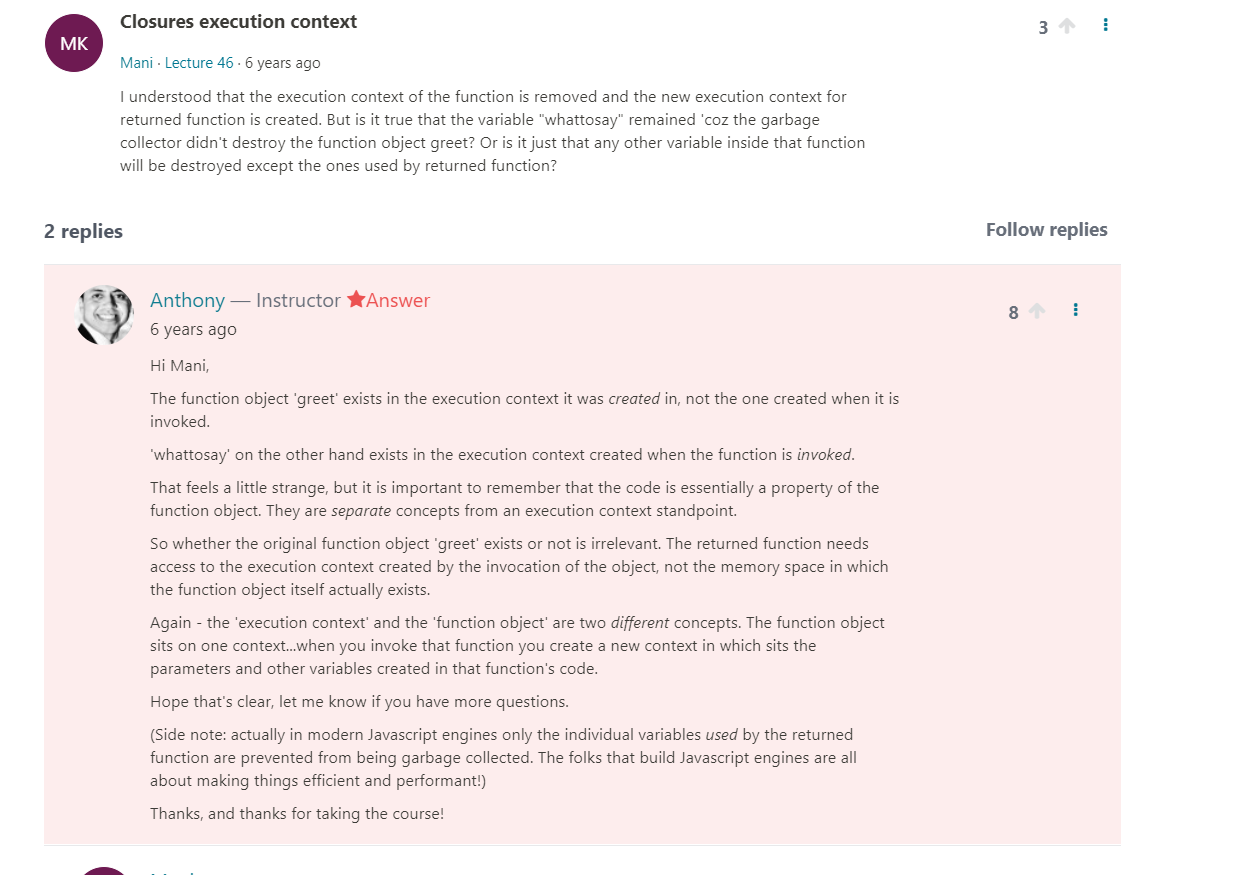 MK
Closures execution context
3
Mani · Lecture 46 · 6 years ago
I understood that the execution context of the function is removed and the new execution context for
returned function is created. But is it true that the variable "whattosay" remained 'coz the garbage
collector didn't destroy the function object greet? Or is it just that any other variable inside that function
will be destroyed except the ones used by returned function?
2 replies
Follow replies
Anthony — Instructor ★Answer
8
6 years ago
Hi Mani,
The function object 'greet' exists in the execution context it was created in, not the one created when it is
invoked.
'whattosay' on the other hand exists in the execution context created when the function is invoked.
That feels a little strange, but it is important to remember that the code is essentially a property of the
function object. They are separate concepts from an execution context standpoint.
So whether the original function object 'greet' exists or not is irrelevant. The returned function needs
access to the execution context created by the invocation of the object, not the memory space in which
the function object itself actually exists.
Again - the 'execution context' and the 'function object' are two different concepts. The function object
sits on one context...when you invoke that function you create a new context in which sits the
parameters and other variables created in that function's code.
Hope that's clear, let me know if you have more questions.
(Side note: actually in modern Javascript engines only the individual variables used by the returned
function are prevented from being garbage collected. The folks that build Javascript engines are all
about making things efficient and performant!)
Thanks, and thanks for taking the course!